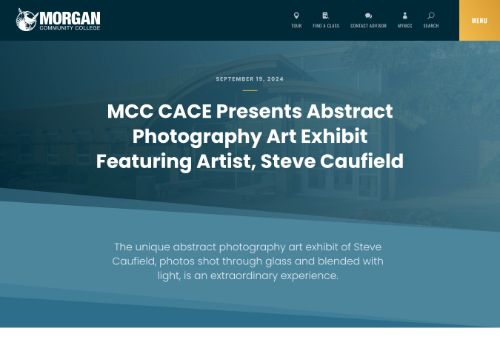 MORGAN
COMMUNITY COLLEGE
TOUR
FIND A CLASS
CONTACT ADVISOR
MYMCC
SEARCH
MENU
SEPTEMBER 15, 2024
MCC CACE Presents Abstract
Photography Art Exhibit
Featuring Artist, Steve Caufield
The unique abstract photography art exhibit of Steve
Caufield, photos shot through glass and blended with
light, is an extraordinary experience.